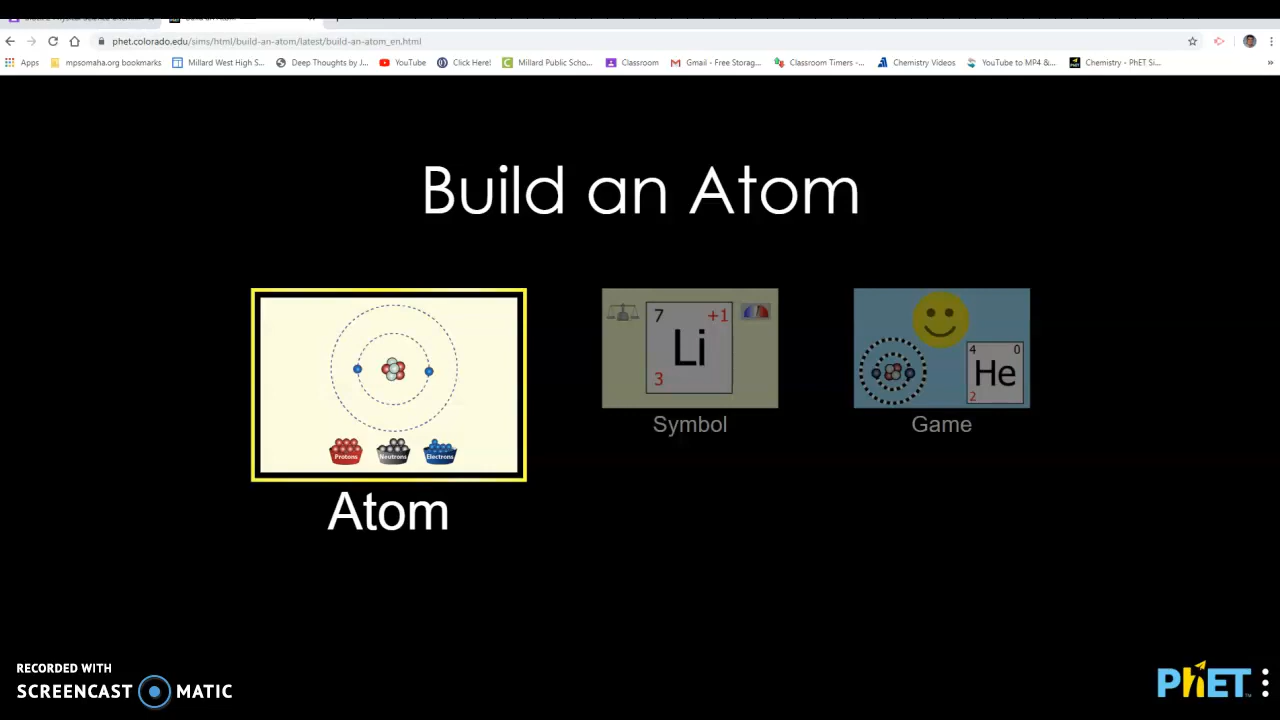 phet.colorado.edu/sims/html/build-an-atom/latest/build-an-atom_en.html
Apps mpsomaha.org bookmarks Millard West High S... Deep Thoughts by J... YouTube Click Here! Millard Public Scho... Classroom Gmail - Free Storag... Classroom Timers -... Chemistry Videos YouTube to MP4 &... Chemistry - PhET Si... »
Build an Atom
7 +1
Li
3
4 0
He
2
Protons Neutrons Electrons
Symbol
Game
Atom
RECORDED WITH
SCREENCAST MATIC
PhET